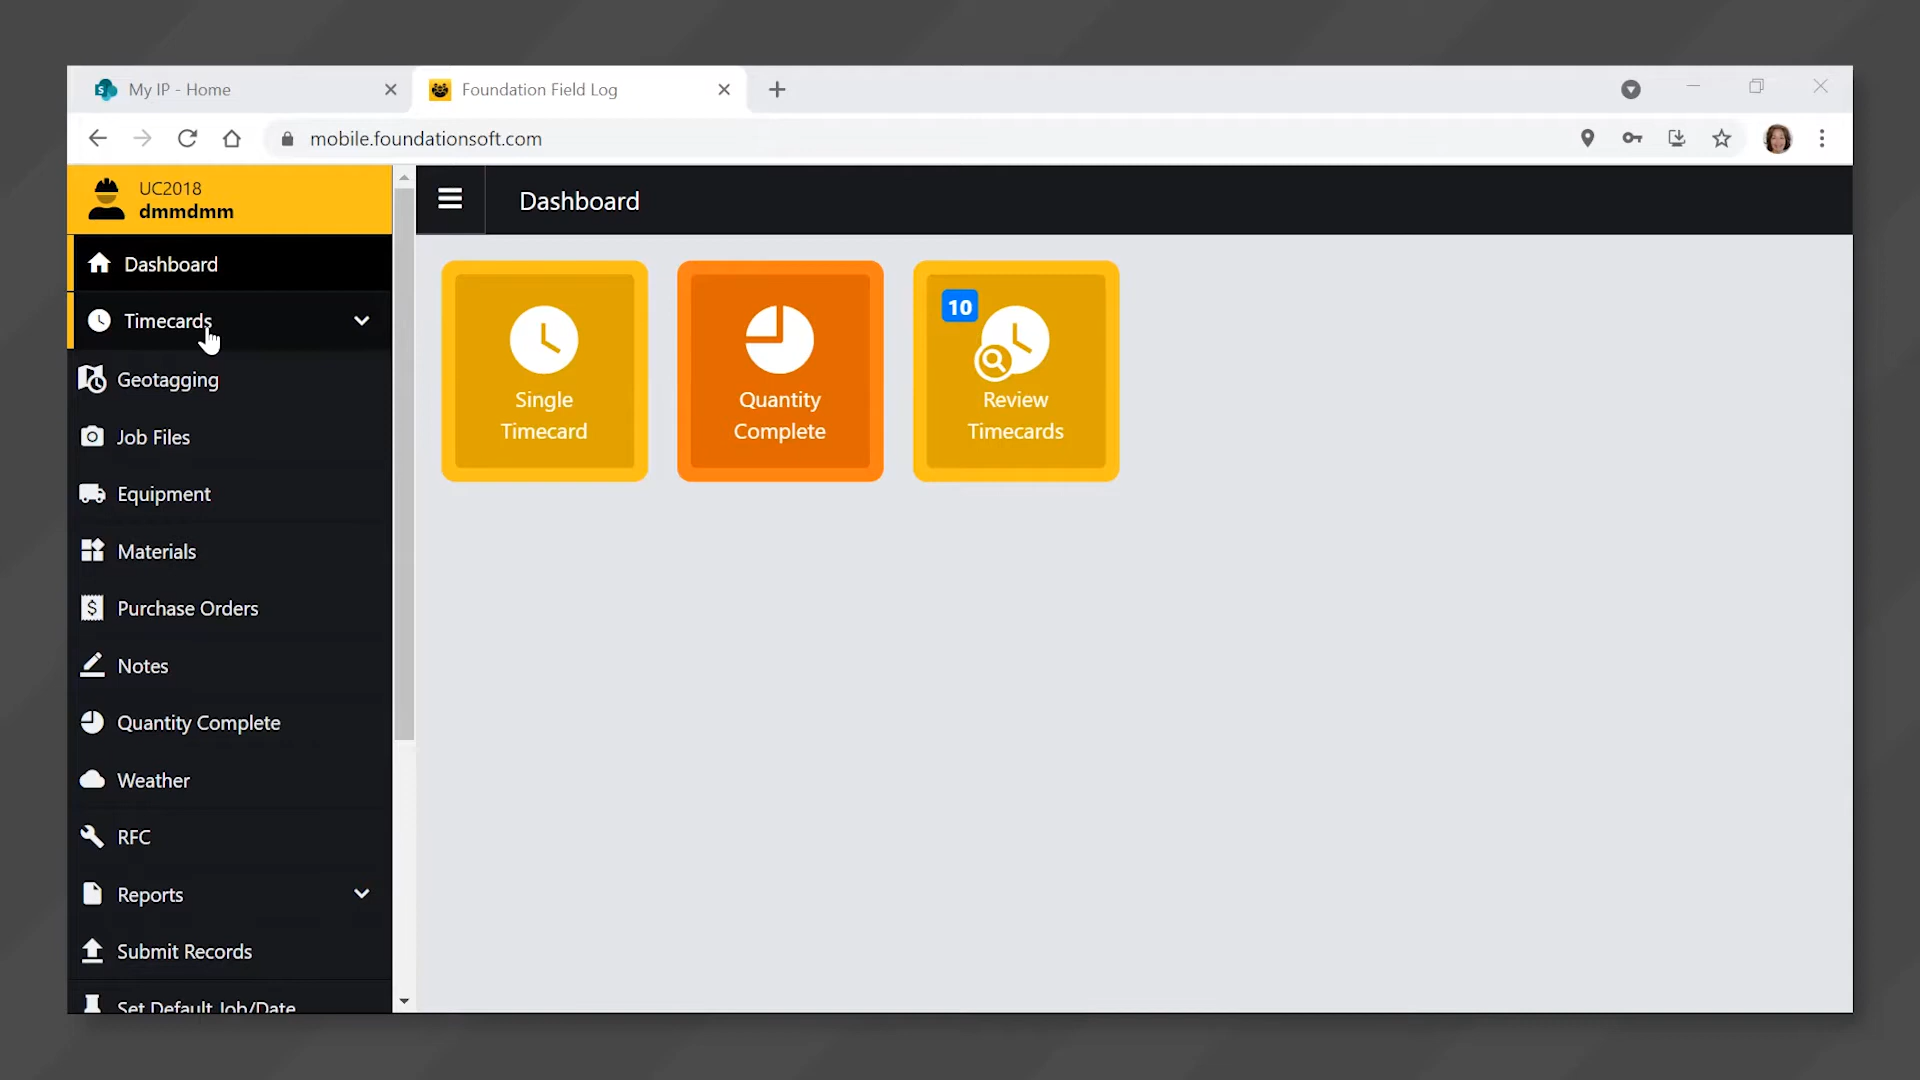 My IP - Home
Foundation Field Log
mobile.foundationsoft.com
UC2018
dmmdmm
Dashboard
Dashboard
Timecards
Geotagging
Job Files
Equipment
Materials
Purchase Orders
Notes
Quantity Complete
Weather
RFC
Reports
Submit Records
Set Default Job/Date
Single
Timecard
Quantity
Complete
10
Review
Timecards